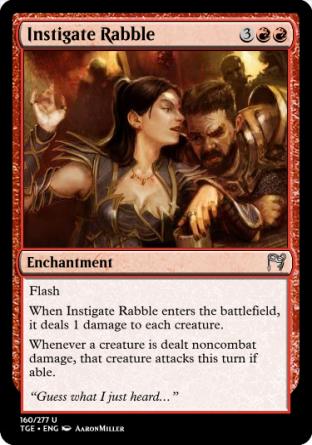 Instigate Rabble 3
Enchantment
Flash
When Instigate Rabble enters the battlefield,
it deals 1 damage to each creature.
Whenever a creature is dealt noncombat
damage, that creature attacks this turn if
able.
“Guess what I just heard...”
160/277 U
TGE • ENG AaronMiller